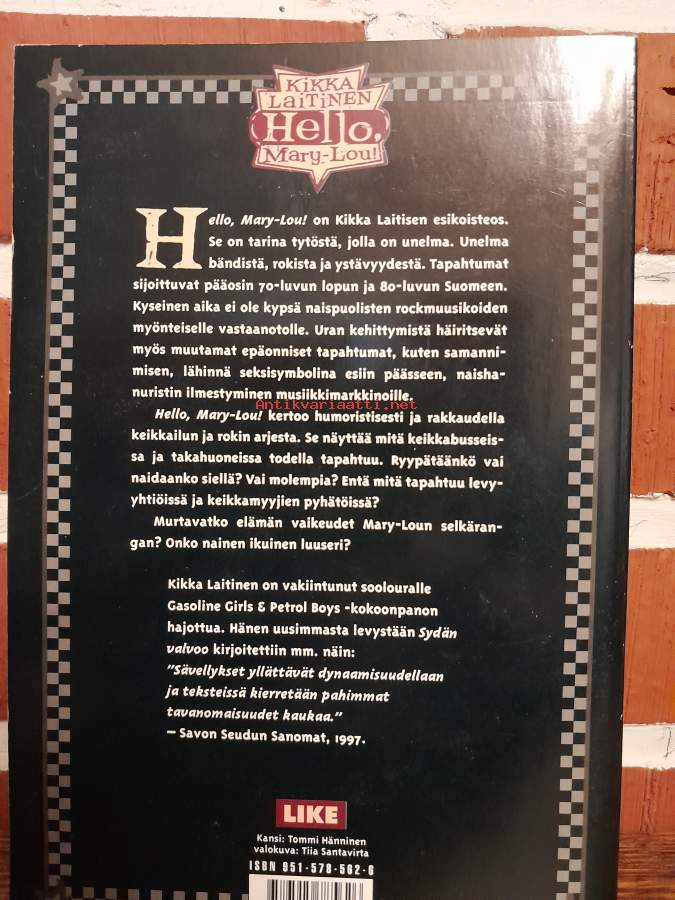 KIKKA
LAITINEN
Hello,
Mary-Lou!
Hello, Mary-Lou! on Kikka Laitisen esikoisteos.
Se on tarina tytöstä, jolla on unelma. Unelma
bändistä, rokista ja ystävyydestä. Tapahtumat
sijoittuvat pääosin 70-luvun lopun ja 80-luvun Suomeen.
Kyseinen aika ei ole kypsä naispuolisten rockmuusikoiden
myönteiselle vastaanotolle. Uran kehittymistä häiritsevät
myös muutamat epäonniset tapahtumat, kuten samanni-
misen, lähinnä seksisymbolina esiin päässeen, naisha-
nuristin ilmestyminen musiikkimarkkinoille.
Antikvariaatti.net
Hello, Mary-Lou! kertoo humoristisesti ja rakkaudella
keikkailun ja rokin arjesta. Se näyttää mitä keikkabusseis-
sa ja takahuoneissa todella tapahtuu. Ryypätäänkö vai
naidaanko siellä? Vai molempia? Entä mitä tapahtuu levy-
yhtiöissä ja keikkamyyjien pyhätöissä?
Murtavatko elämän vaikeudet Mary-Loun selkäran-
gan? Onko nainen ikuinen luuseri?
Kikka Laitinen on vakiintunut soolouralle
Gasoline Girls & Petrol Boys -kokoonpanon
hajottua. Hänen uusimmasta levystään Sydän
valvoo kirjoitettiin mm. näin:
"Sävellykset yllättävät dynaamisuudellaan
ja teksteissä kierretään pahimmat
tavanomaisuudet kaukaa."
– Savon Seudun Sanomat, 1997.
LIKE
Kansi: Tommi Hänninen
valokuva: Tiia Santavirta
ISBN 951-578-562-6